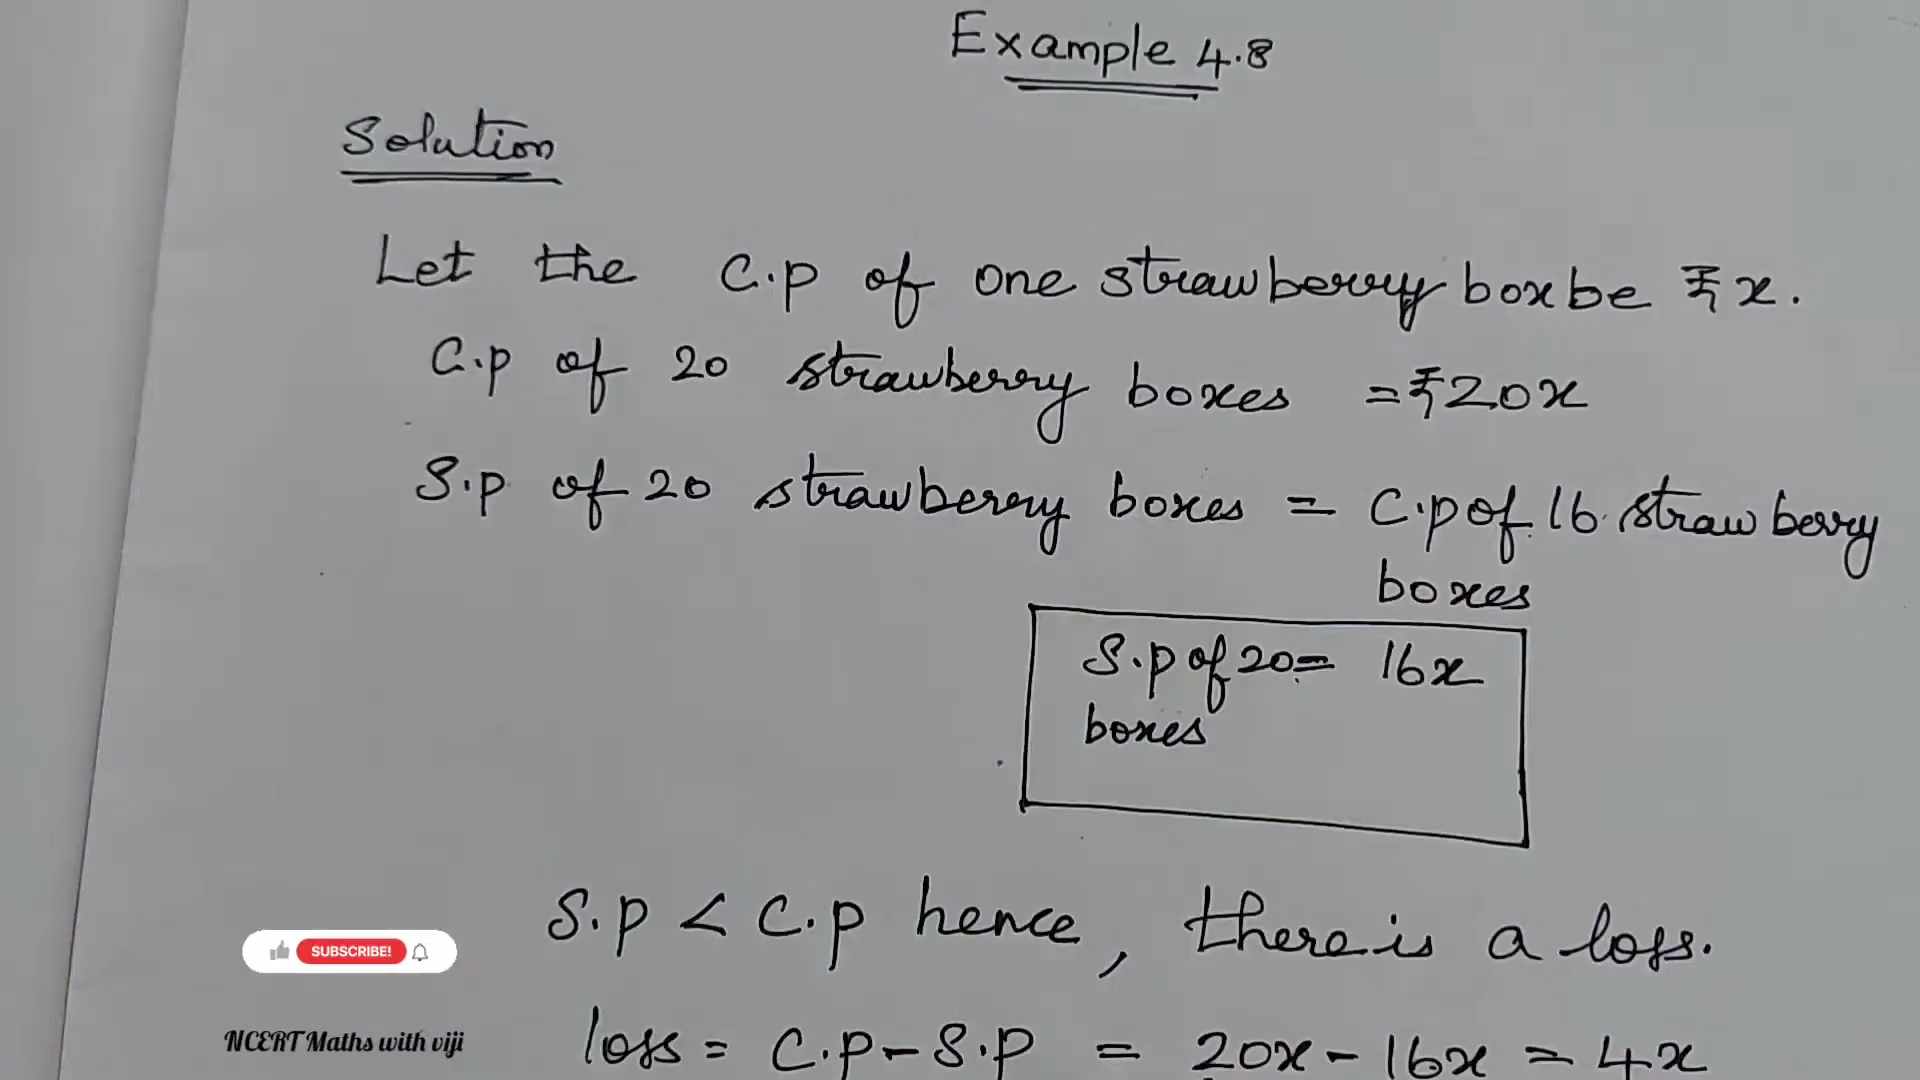 Example 4.8
Solution
Let the C.p of one strawberry box be ₹x.
C.p of 20 strawberry boxes = ₹20x
S.p of 20 strawberry boxes = C.p of 16 strawberry
boxes
S.p of 20 = 16x
boxes
S.p < C.p hence, there is a loss.
SUBSCRIBE!
NCERT Maths with viji
loss = C.p - S.p = 20x - 16x = 4x